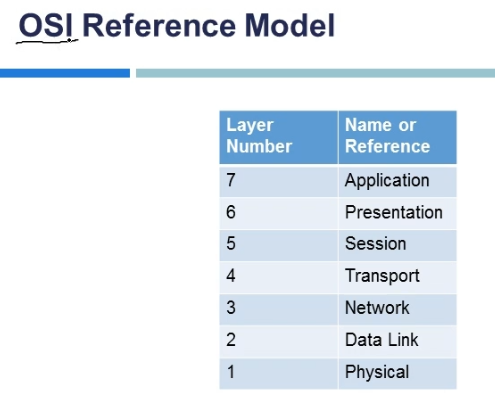 OSI Reference Model
Layer Number
Name or Reference
7 Application
6 Presentation
5 Session
4 Transport
3 Network
2 Data Link
1 Physical